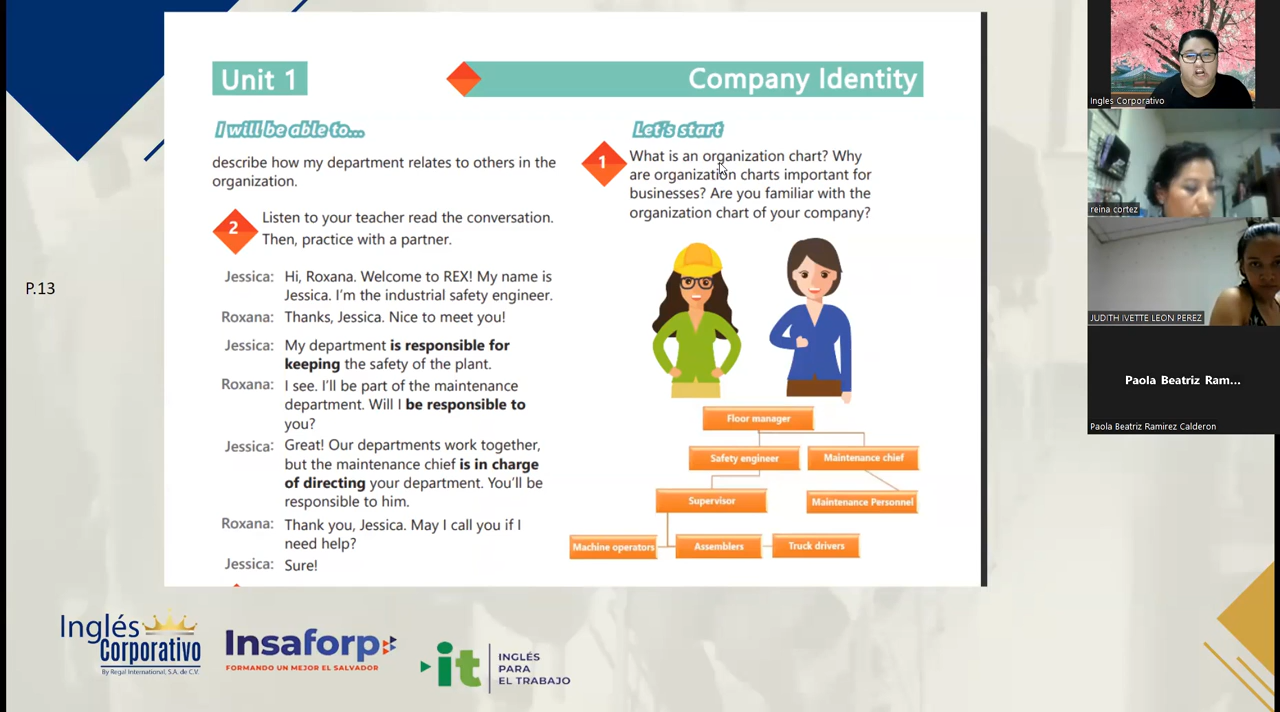 Unit 1
Company Identity
I will be able to...
describe how my department relates to others in the
organization.
2
Listen to your teacher read the conversation.
Then, practice with a partner.
Jessica: Hi, Roxana. Welcome to REX! My name is
Jessica. I'm the industrial safety engineer.
Roxana: Thanks, Jessica. Nice to meet you!
Jessica: My department is responsible for
keeping the safety of the plant.
Roxana: I see. I'll be part of the maintenance
department. Will I be responsible to
you?
Jessica: Great! Our departments work together,
but the maintenance chief is in charge
of directing your department. You'll be
responsible to him.
Roxana: Thank you, Jessica. May I call you if I
need help?
Jessica: Sure!
Let's start
1
What is an organization chart? Why
are organization charts important for
businesses? Are you familiar with the
organization chart of your company?
Floor manager
Safety engineer
Maintenance chief
Supervisor
Maintenance Personnel
Machine operators
Assemblers
Truck drivers
P.13
Inglés
Corporativo
By Regal International, S.A. de C.V.
Insaforp
FORMANDO UN MEJOR EL SALVADOR
it
INGLÉS
PARA
EL TRABAJO
Ingles Corporativo
reina cortez
JUDITH IVETTE LEON PEREZ
Paola Beatriz Ram...
Paola Beatriz Ramirez Calderon